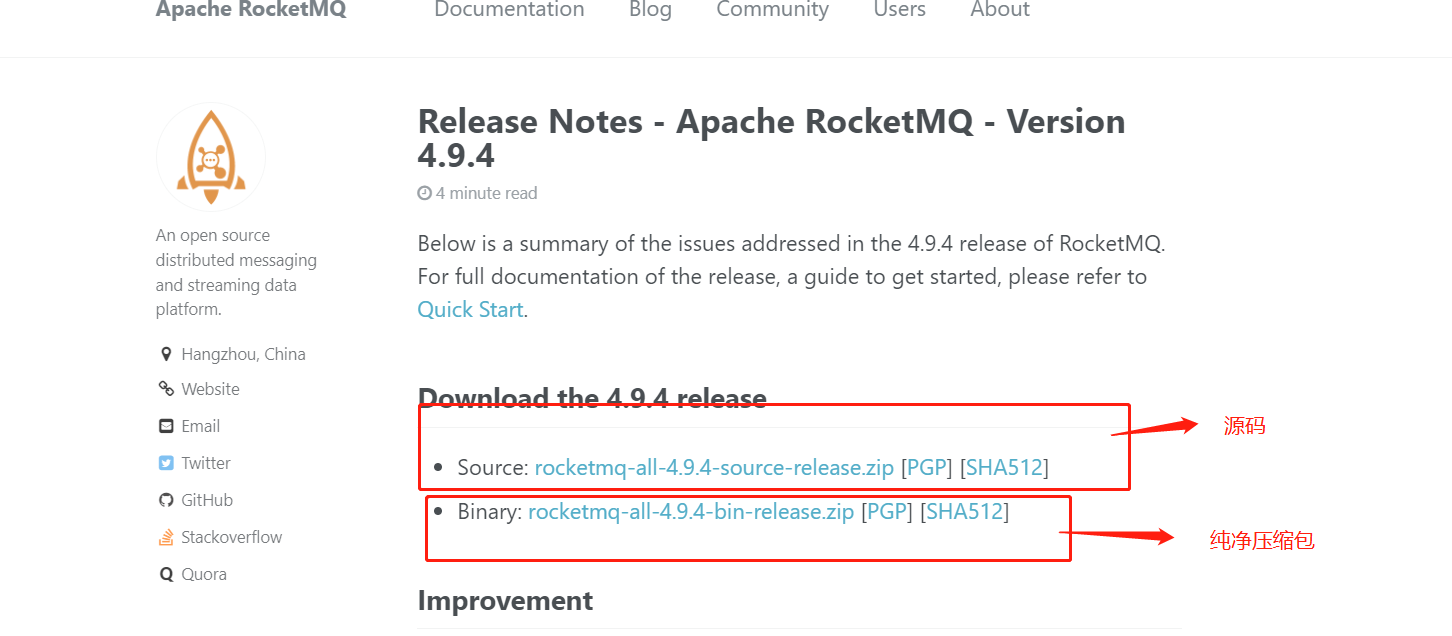 Apache RocketMQ Documentation Blog Community Users About
An open source
distributed messaging
and streaming data
platform.
Hangzhou, China
Website
Email
Twitter
GitHub
Stackoverflow
Quora
Release Notes - Apache RocketMQ - Version
4.9.4
4 minute read
Below is a summary of the issues addressed in the 4.9.4 release of RocketMQ.
For full documentation of the release, a guide to get started, please refer to
Quick Start.
Download the 4.9.4 release
源码
Source: rocketmq-all-4.9.4-source-release.zip [PGP] [SHA512]
Binary: rocketmq-all-4.9.4-bin-release.zip [PGP] [SHA512]
纯净压缩包
Improvement